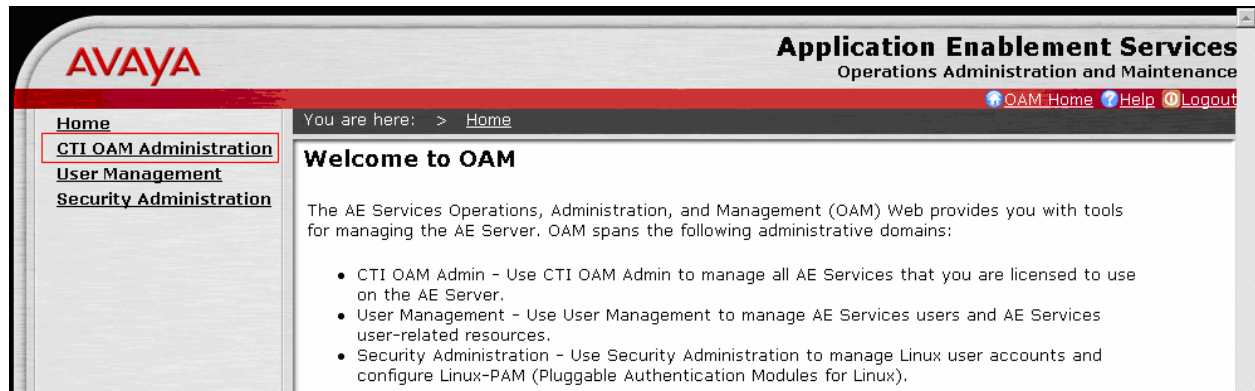 AVAYA
Application Enablement Services
Operations Administration and Maintenance
OAM Home Help Logout
Home
CTI OAM Administration
User Management
Security Administration
You are here: > Home
Welcome to OAM
The AE Services Operations, Administration, and Management (OAM) Web provides you with tools
for managing the AE Server. OAM spans the following administrative domains:
• CTI OAM Admin - Use CTI OAM Admin to manage all AE Services that you are licensed to use
on the AE Server.
• User Management - Use User Management to manage AE Services users and AE Services
user-related resources.
• Security Administration - Use Security Administration to manage Linux user accounts and
configure Linux-PAM (Pluggable Authentication Modules for Linux).